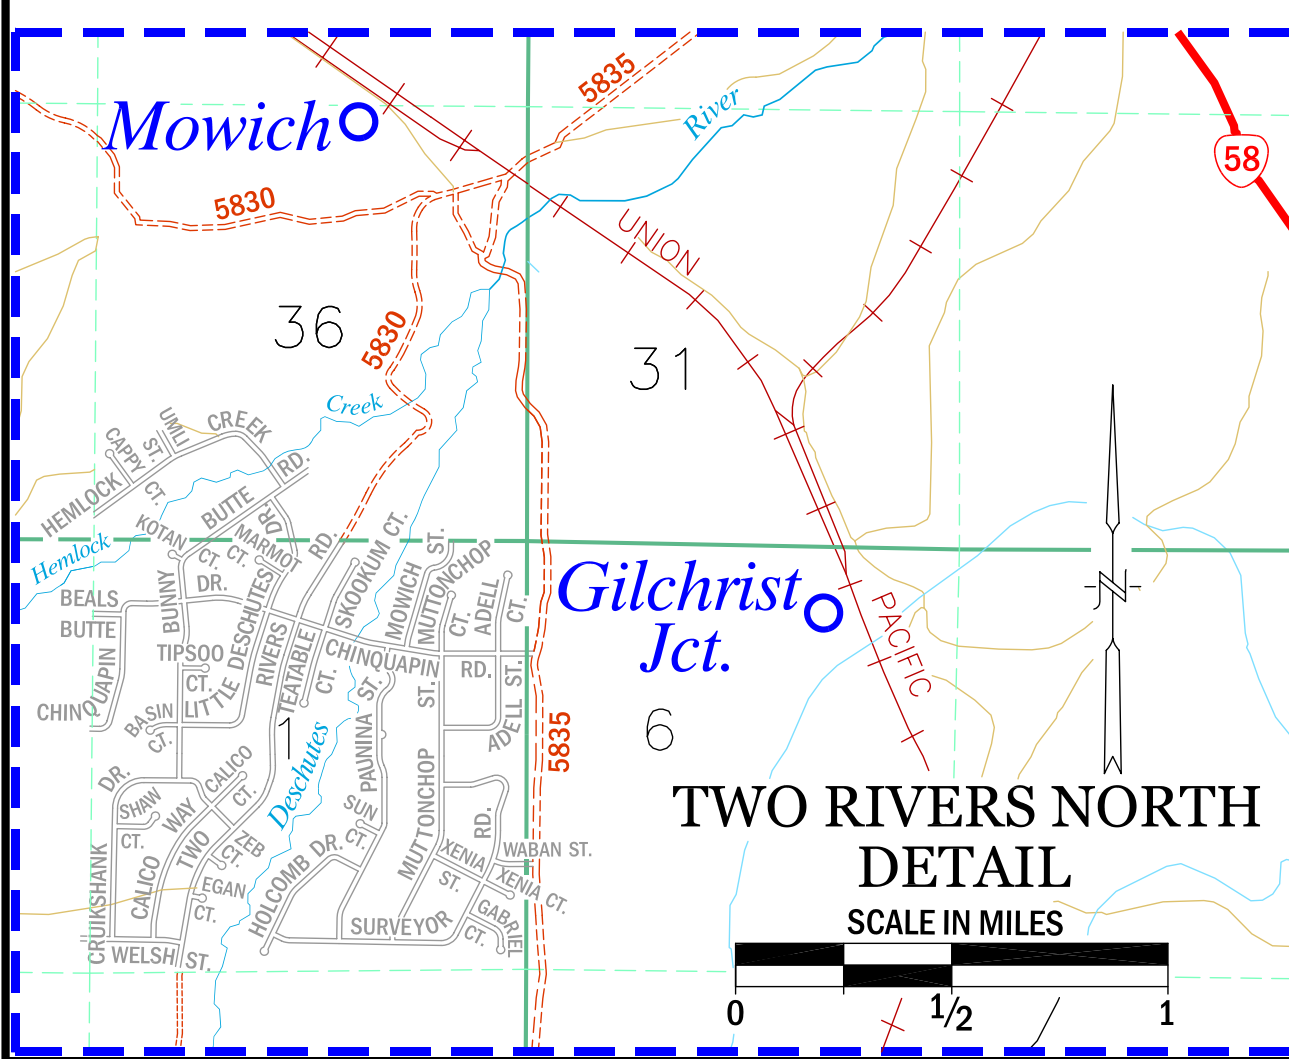 5835
Mowich
River
58
5830
UNION
36
5830
31
Creek
UMLI
ST.
CREEK
CAPPY
CT.
RD.
HEMLOCK
BUTTE
DR.
KOTAN
CT.
MARMOT
CT.
RD.
SKOOKUM CT.
ST.
Hemlock
MOWICH
MUTTONCHOP
CT.
ADELL
CT.
Gilchrist
Jct.
PACIFIC
N
BEALS
BUTTE
DR.
BUNNY
LITTLE DESCHUTES
RIVERS
TEATABLE
CT.
CHINQUAPIN
RD.
TIPSOO
CT.
CHINQUAPIN
BASIN
CT.
ST.
ST.
ADELL ST.
1
6
5835
Deschutes
PAUNINA
MUTTONCHOP
DR.
SHAW
CT.
WAY
CALICO
CT.
TWO
ZEB
CT.
SUN
CT.
RD.
TWO RIVERS NORTH
DETAIL
WABAN ST.
XENIA
ST.
XENIA CT.
CRUIKSHANK
CALICO
EGAN
CT.
HOLCOMB DR.
SURVEYOR
GABRIEL
CT.
WELSH ST.
SCALE IN MILES
0 1/2 1